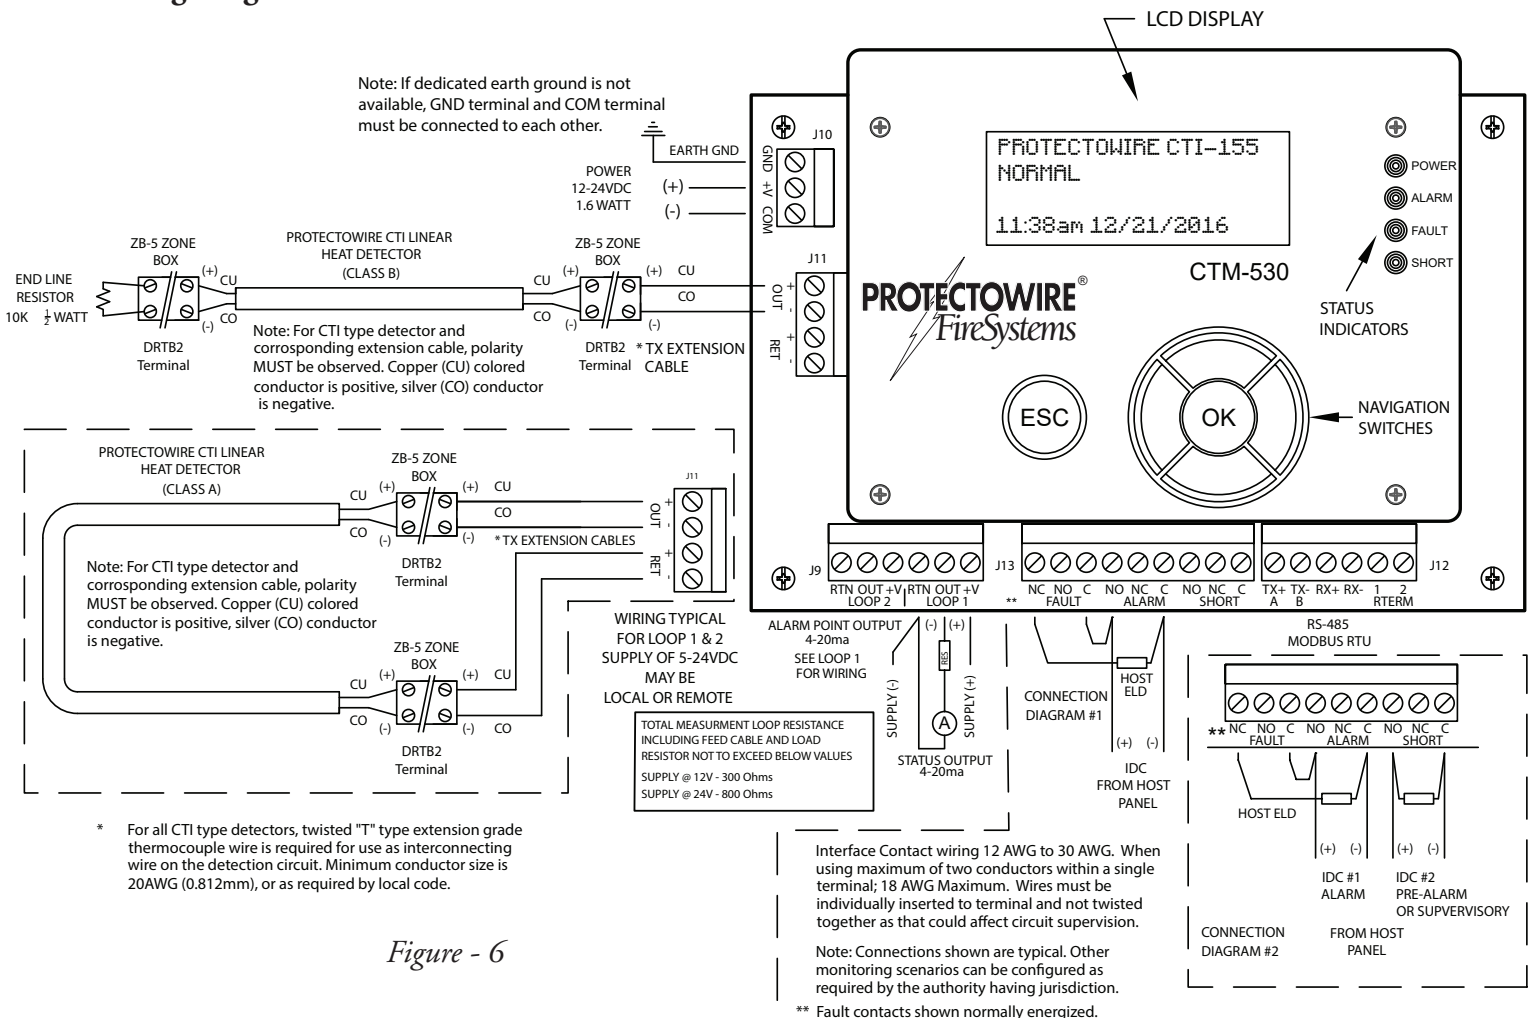 LCD DISPLAY
Note: If dedicated earth ground is not
available, GND terminal and COM terminal
must be connected to each other.
EARTH GND
POWER
12-24VDC
1.6 WATT
(+)
(-)
J10
GND
+V
COM
PROTECTOWIRE CTI-155
NORMAL
11:38am 12/21/2016
POWER
ALARM
FAULT
SHORT
CTM-530
STATUS
INDICATORS
PROTECTOWIRE®
FireSystems
ESC
OK
NAVIGATION
SWITCHES
J11
+
OUT
-
+
RET
-
END LINE
RESISTOR
10K ½ WATT
ZB-5 ZONE
BOX
(+)
CU
CO
(-)
DRTB2
Terminal
PROTECTOWIRE CTI LINEAR
HEAT DETECTOR
(CLASS B)
Note: For CTI type detector and
corrosponding extension cable, polarity
MUST be observed. Copper (CU) colored
conductor is positive, silver (CO) conductor
is negative.
CU
CO
ZB-5 ZONE
BOX
(+)
(+)
CU
CO
(-)
(-)
DRTB2
Terminal
* TX EXTENSION
CABLE
PROTECTOWIRE CTI LINEAR
HEAT DETECTOR
(CLASS A)
CU
CO
ZB-5 ZONE
BOX
(+)
CU
CO
(-)
(-)
DRTB2
Terminal
* TX EXTENSION CABLES
J11
+
OUT
-
+
RET
-
Note: For CTI type detector and
corrosponding extension cable, polarity
MUST be observed. Copper (CU) colored
conductor is positive, silver (CO) conductor
is negative.
ZB-5 ZONE
BOX
CU
(+)
(+)
CU
CO
(-)
(-)
CO
DRTB2
Terminal
WIRING TYPICAL
FOR LOOP 1 & 2
SUPPLY OF 5-24VDC
MAY BE
LOCAL OR REMOTE
TOTAL MEASURMENT LOOP RESISTANCE
INCLUDING FEED CABLE AND LOAD
RESISTOR NOT TO EXCEED BELOW VALUES
SUPPLY @ 12V - 300 Ohms
SUPPLY @ 24V - 800 Ohms
J9
RTN OUT +V RTN OUT +V
LOOP 2 LOOP 1
J13
** NC NO C NO NC C NO NC C
FAULT ALARM SHORT
J12
TX+ TX- RX+ RX- 1 2
A B RTERM
RS-485
MODBUS RTU
ALARM POINT OUTPUT
4-20ma
SEE LOOP 1
FOR WIRING
(-) (+)
RES
SUPPLY (-)
A
SUPPLY (+)
STATUS OUTPUT
4-20ma
HOST
ELD
CONNECTION
DIAGRAM #1
(+) (-)
IDC
FROM HOST
PANEL
** NC NO C NO NC C NO NC C
FAULT ALARM SHORT
HOST ELD
(+) (-) (+) (-)
IDC #1
ALARM
IDC #2
PRE-ALARM
OR SUPVERVISORY
CONNECTION
DIAGRAM #2
FROM HOST
PANEL
* For all CTI type detectors, twisted "T" type extension grade
thermocouple wire is required for use as interconnecting
wire on the detection circuit. Minimum conductor size is
20AWG (0.812mm), or as required by local code.
Figure - 6
Interface Contact wiring 12 AWG to 30 AWG. When
using maximum of two conductors within a single
terminal; 18 AWG Maximum. Wires must be
individually inserted to terminal and not twisted
together as that could affect circuit supervision.
Note: Connections shown are typical. Other
monitoring scenarios can be configured as
required by the authority having jurisdiction.
** Fault contacts shown normally energized.